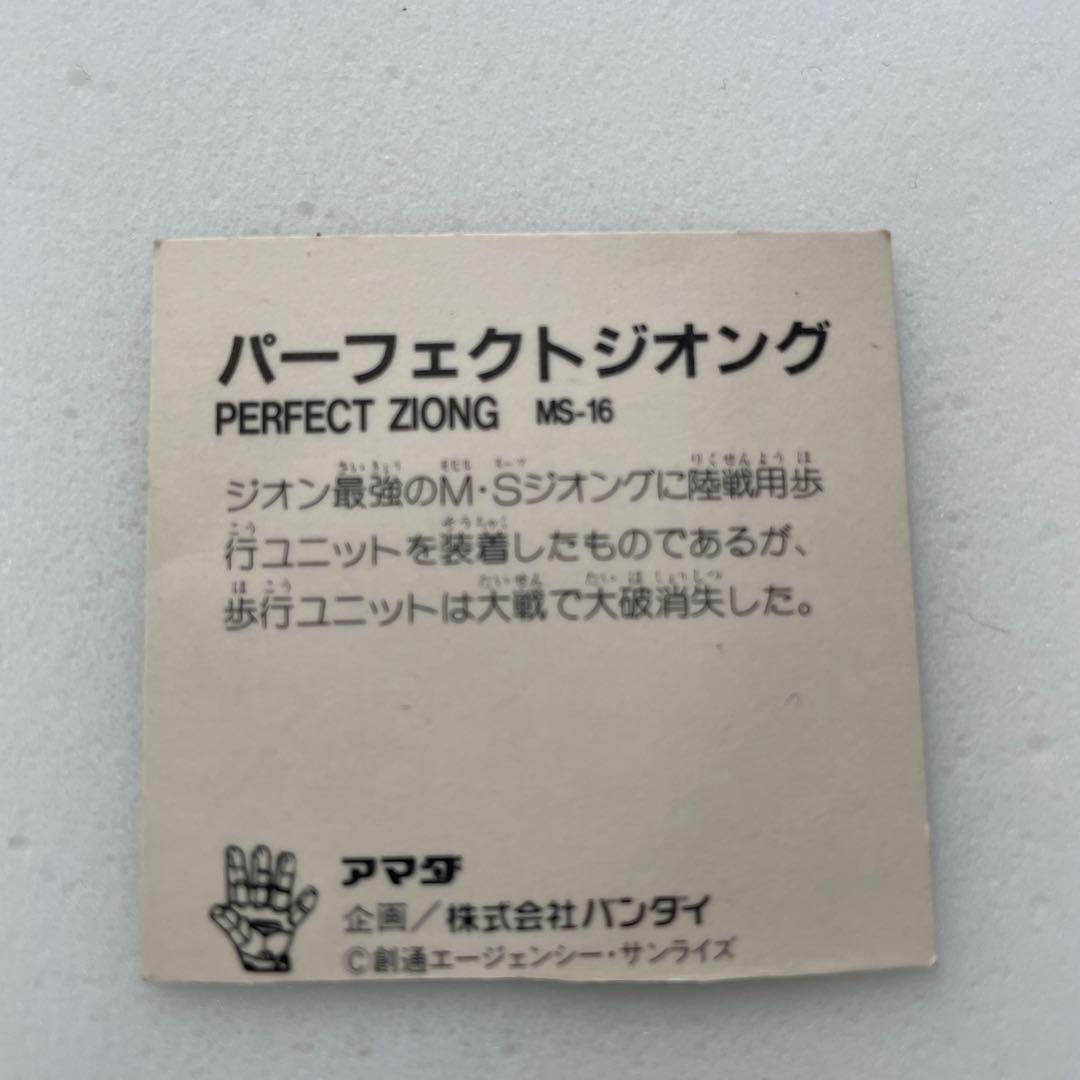 パーフェクトジオング
PERFECT ZIONG MS-16
ジオン最強のM・Sジオングに陸戦用歩
行ユニットを装着したものであるが、
歩行ユニットは大戦で大破消失した。
アマダ
企画/株式会社バンダイ
©創通エージェンシー・サンライズ